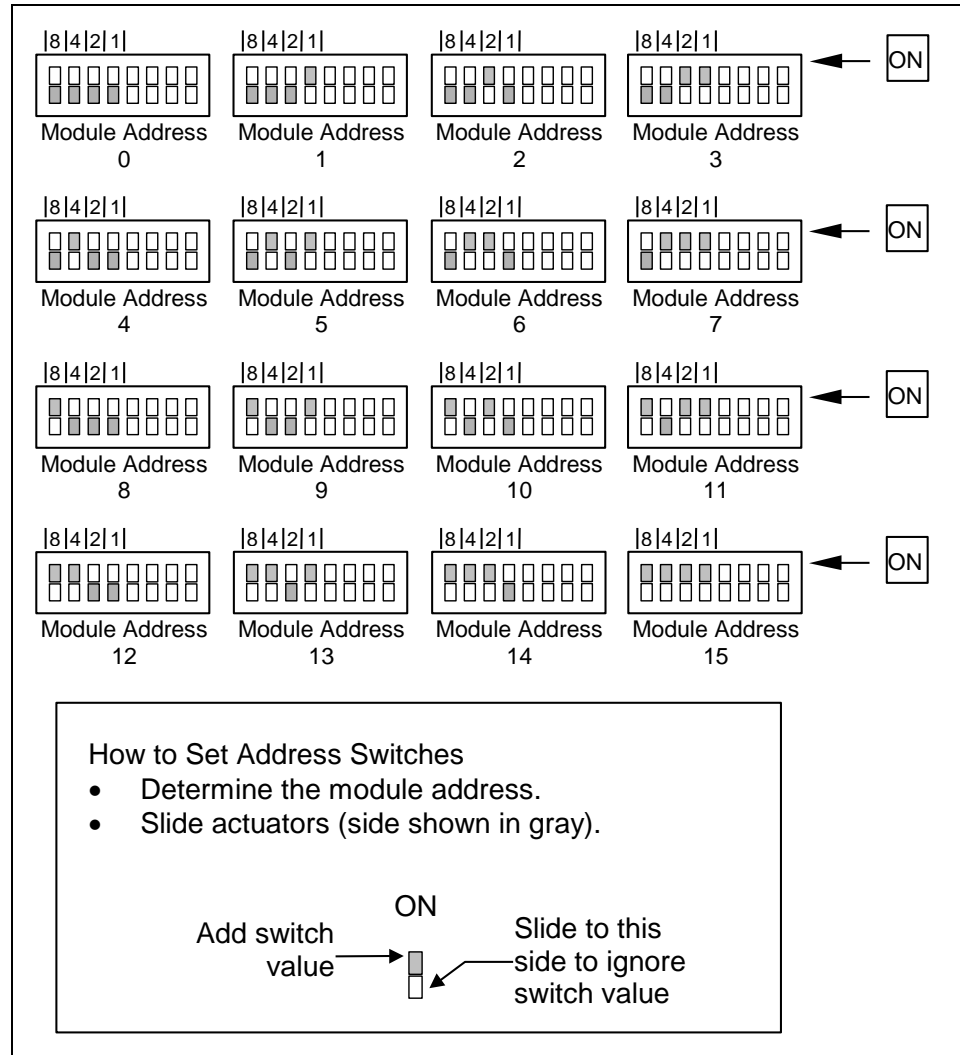 |8|4|2|1| |8|4|2|1| |8|4|2|1| |8|4|2|1|
ON
Module Address Module Address Module Address Module Address
0 1 2 3
|8|4|2|1| |8|4|2|1| |8|4|2|1| |8|4|2|1|
ON
Module Address Module Address Module Address Module Address
4 5 6 7
|8|4|2|1| |8|4|2|1| |8|4|2|1| |8|4|2|1|
ON
Module Address Module Address Module Address Module Address
8 9 10 11
|8|4|2|1| |8|4|2|1| |8|4|2|1| |8|4|2|1|
ON
Module Address Module Address Module Address Module Address
12 13 14 15
How to Set Address Switches
• Determine the module address.
• Slide actuators (side shown in gray).
ON
Add switch
value
Slide to this
side to ignore
switch value